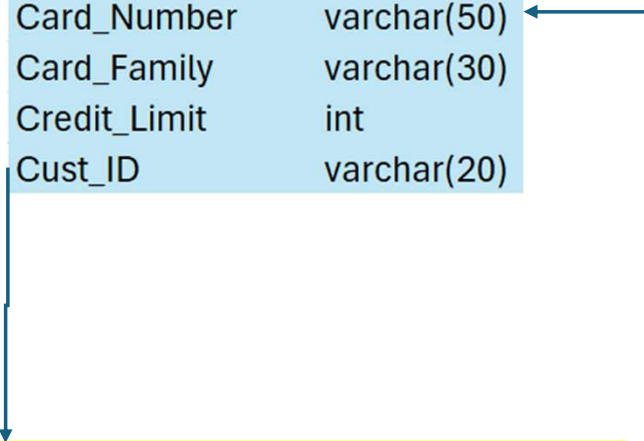 Card_Number varchar(50)
Card_Family varchar(30)
Credit_Limit int
Cust_ID varchar(20)